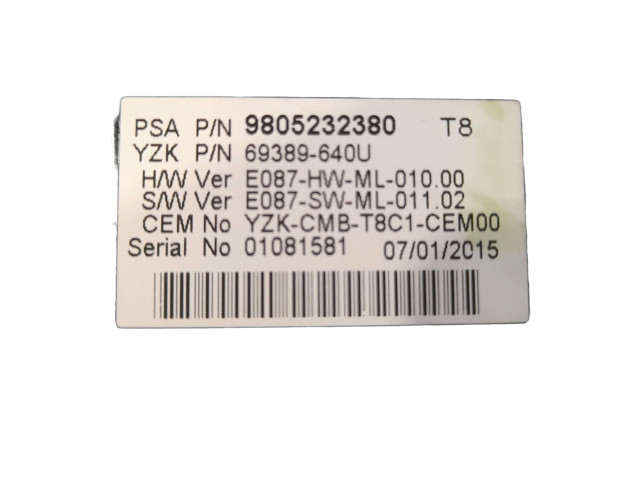 PSA P/N 9805232380 T8
YZK P/N 69389-640U
H/W Ver E087-HW-ML-010.00
S/W Ver E087-SW-ML-011.02
CEM No YZK-CMB-T8C1-CEM00
Serial No 01081581 07/01/2015